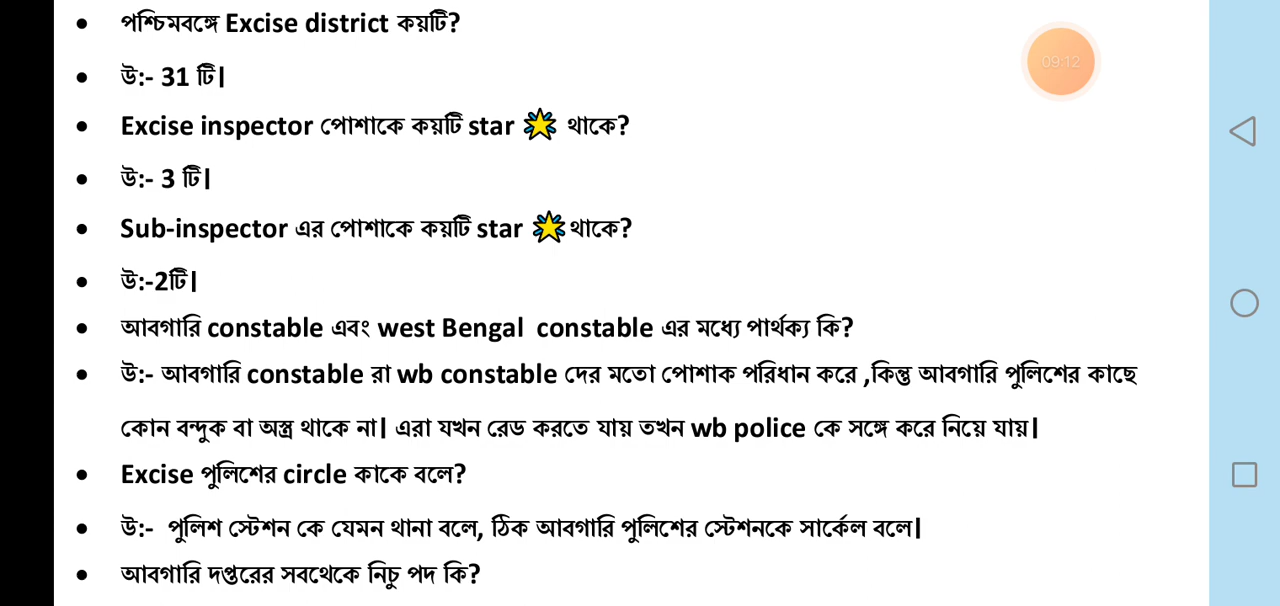 • পশ্চিমবঙ্গে Excise district কয়টি?
09:12
• উ:- 31 টি|
• Excise inspector পোশাকে কয়টি star 🌟 থাকে?
• উ:- 3 টি|
• Sub-inspector এর পোশাকে কয়টি star 🌟থাকে?
• উ:-2টি|
• আবগারি constable এবং west Bengal constable এর মধ্যে পার্থক্য কি?
• উ:- আবগারি constable রা wb constable দের মতো পোশাক পরিধান করে ,কিন্তু আবগারি পুলিশের কাছে
কোন বন্দুক বা অস্ত্র থাকে না| এরা যখন রেড করতে যায় তখন wb police কে সঙ্গে করে নিয়ে যায়|
• Excise পুলিশের circle কাকে বলে?
• উ:- পুলিশ স্টেশন কে যেমন থানা বলে, ঠিক আবগারি পুলিশের স্টেশনকে সার্কেল বলে|
• আবগারি দপ্তরের সবথেকে নিচু পদ কি?